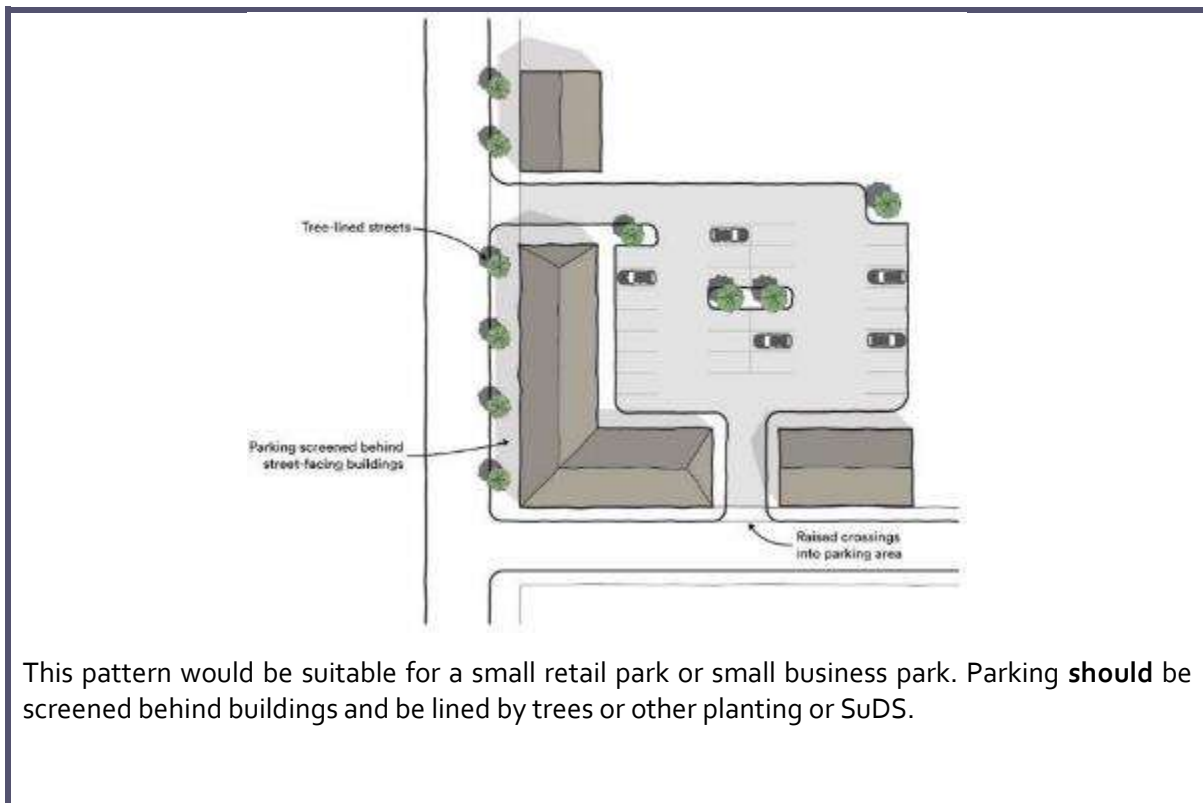 Tree-lined streets
Parking screened behind
street-facing buildings
Raised crossings
into parking area
This pattern would be suitable for a small retail park or small business park. Parking should be
screened behind buildings and be lined by trees or other planting or SuDS.